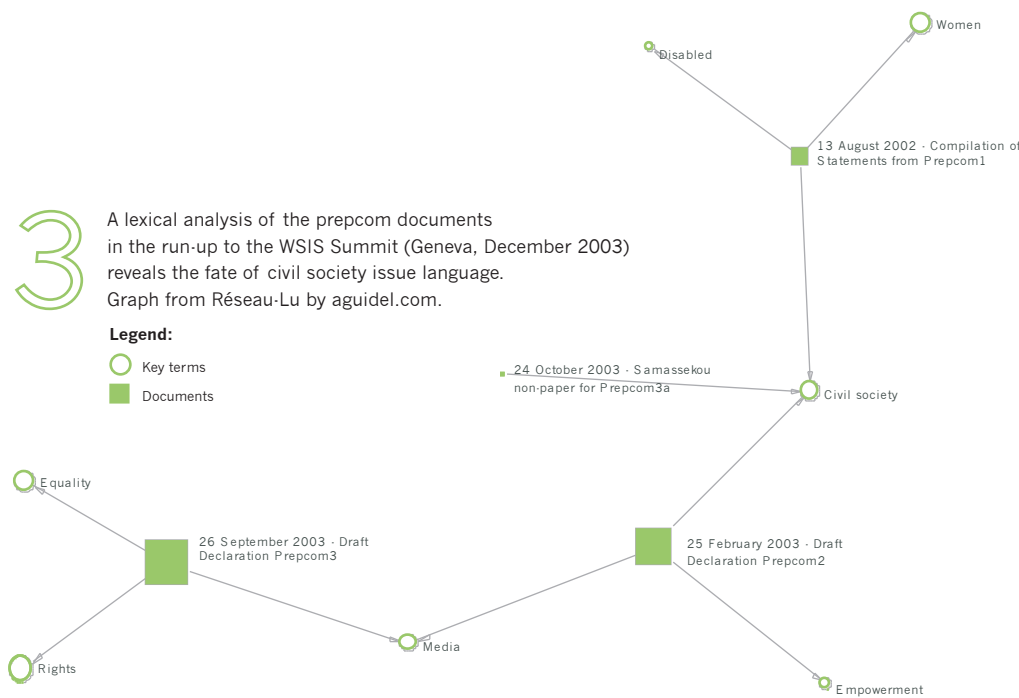 Women
Disabled
13 August 2002 · Compilation of
Statements from Prepcom1
3
A lexical analysis of the prepcom documents
in the run-up to the WSIS Summit (Geneva, December 2003)
reveals the fate of civil society issue language.
Graph from Réseau-Lu by aguidel.com.
Legend:
Key terms
Documents
24 October 2003 · Samassekou
non-paper for Prepcom3a
Civil society
Equality
26 September 2003 · Draft
Declaration Prepcom3
25 February 2003 · Draft
Declaration Prepcom2
Media
Rights
Empowerment